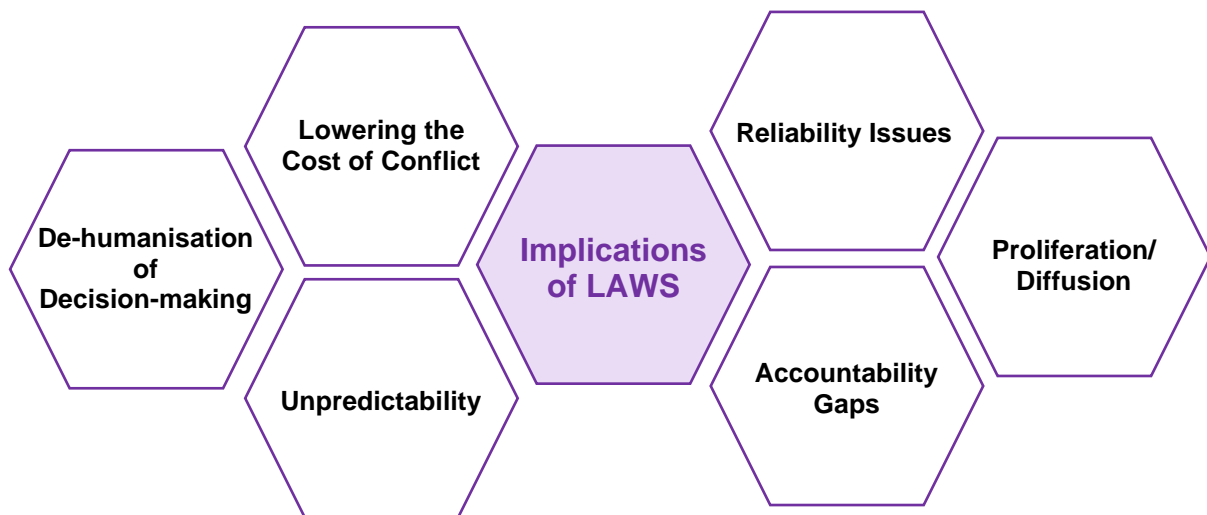 Lowering the
Cost of Conflict
Reliability Issues
De-humanisation
of
Decision-making
Implications
of LAWS
Proliferation/
Diffusion
Unpredictability
Accountability
Gaps